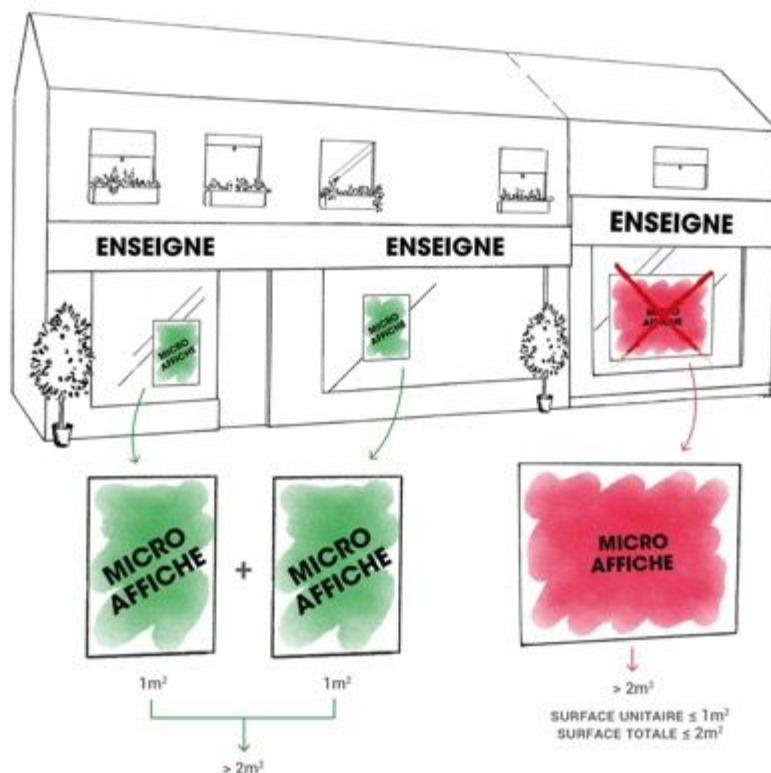 ENSEIGNE
ENSEIGNE
ENSEIGNE
MICRO
AFFICHE
MICRO
AFFICHE
MICRO
AFFICHE
MICRO
AFFICHE
+
MICRO
AFFICHE
MICRO
AFFICHE
1m²
1m²
> 2m²
> 2m²
SURFACE UNITAIRE ≤ 1m²
SURFACE TOTALE ≤ 2m²